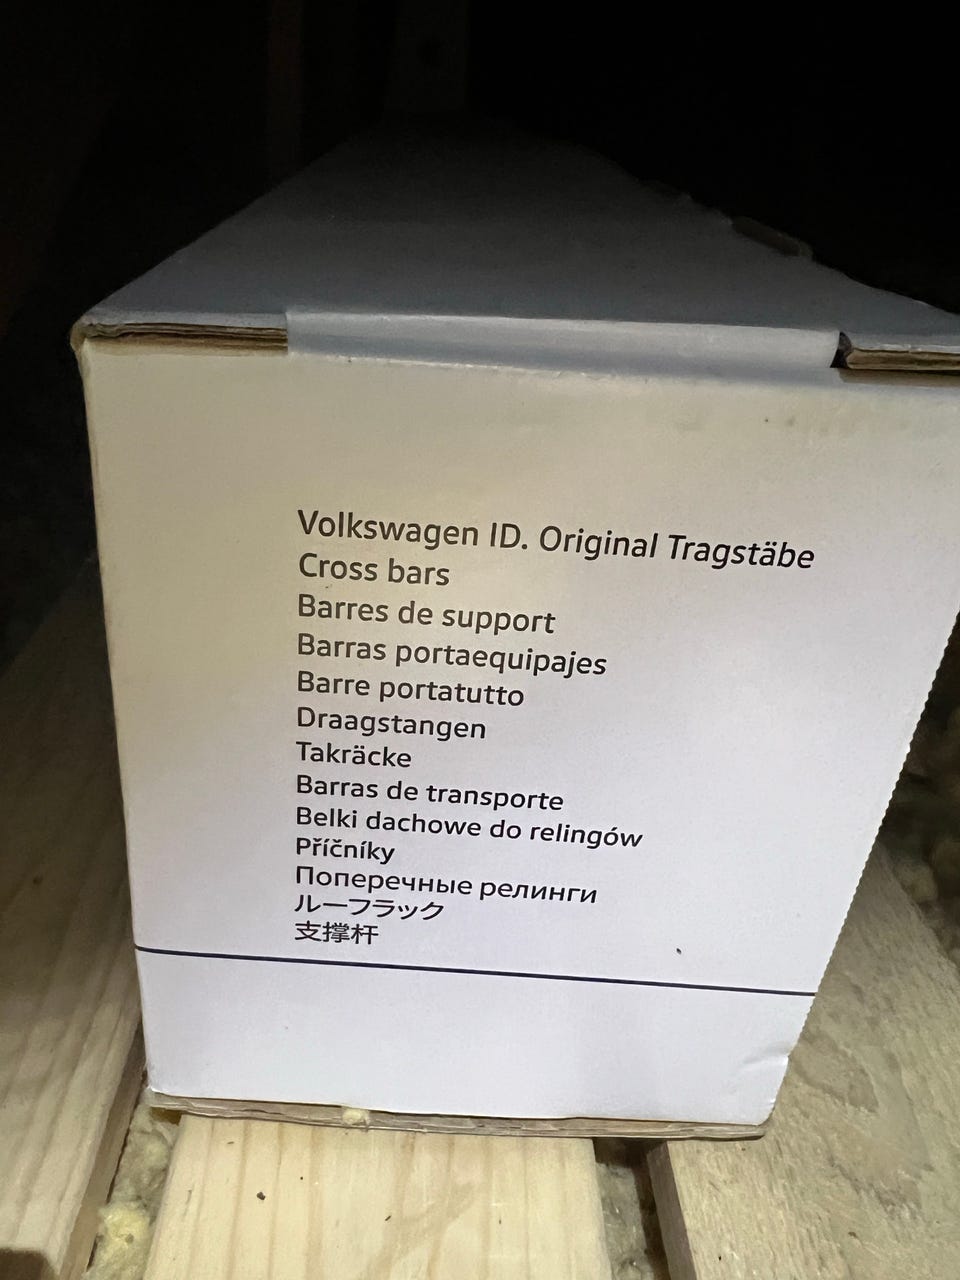 Volkswagen ID. Original Tragstäbe
Cross bars
Barres de support
Barras portaequipajes
Barre portatutto
Draagstangen
Takräcke
Barras de transporte
Belki dachowe do relingów
Příčníky
Поперечные релинги
ルーフラック
支撑杆